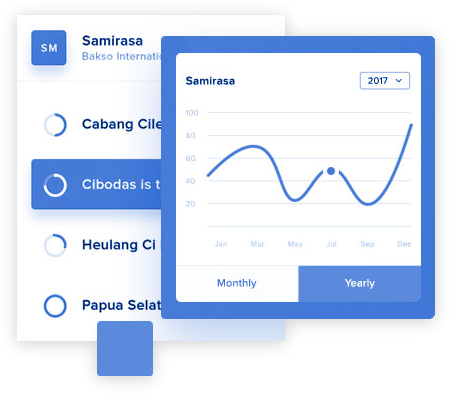 SM
Samirasa
Bakso Internatio
Cabang Cile
Cibodas is t
Heulang Ci
Papua Selat
Samirasa
2017
100
80
60
40
20
Jan Mar May Jul Sep Dec
Monthly Yearly